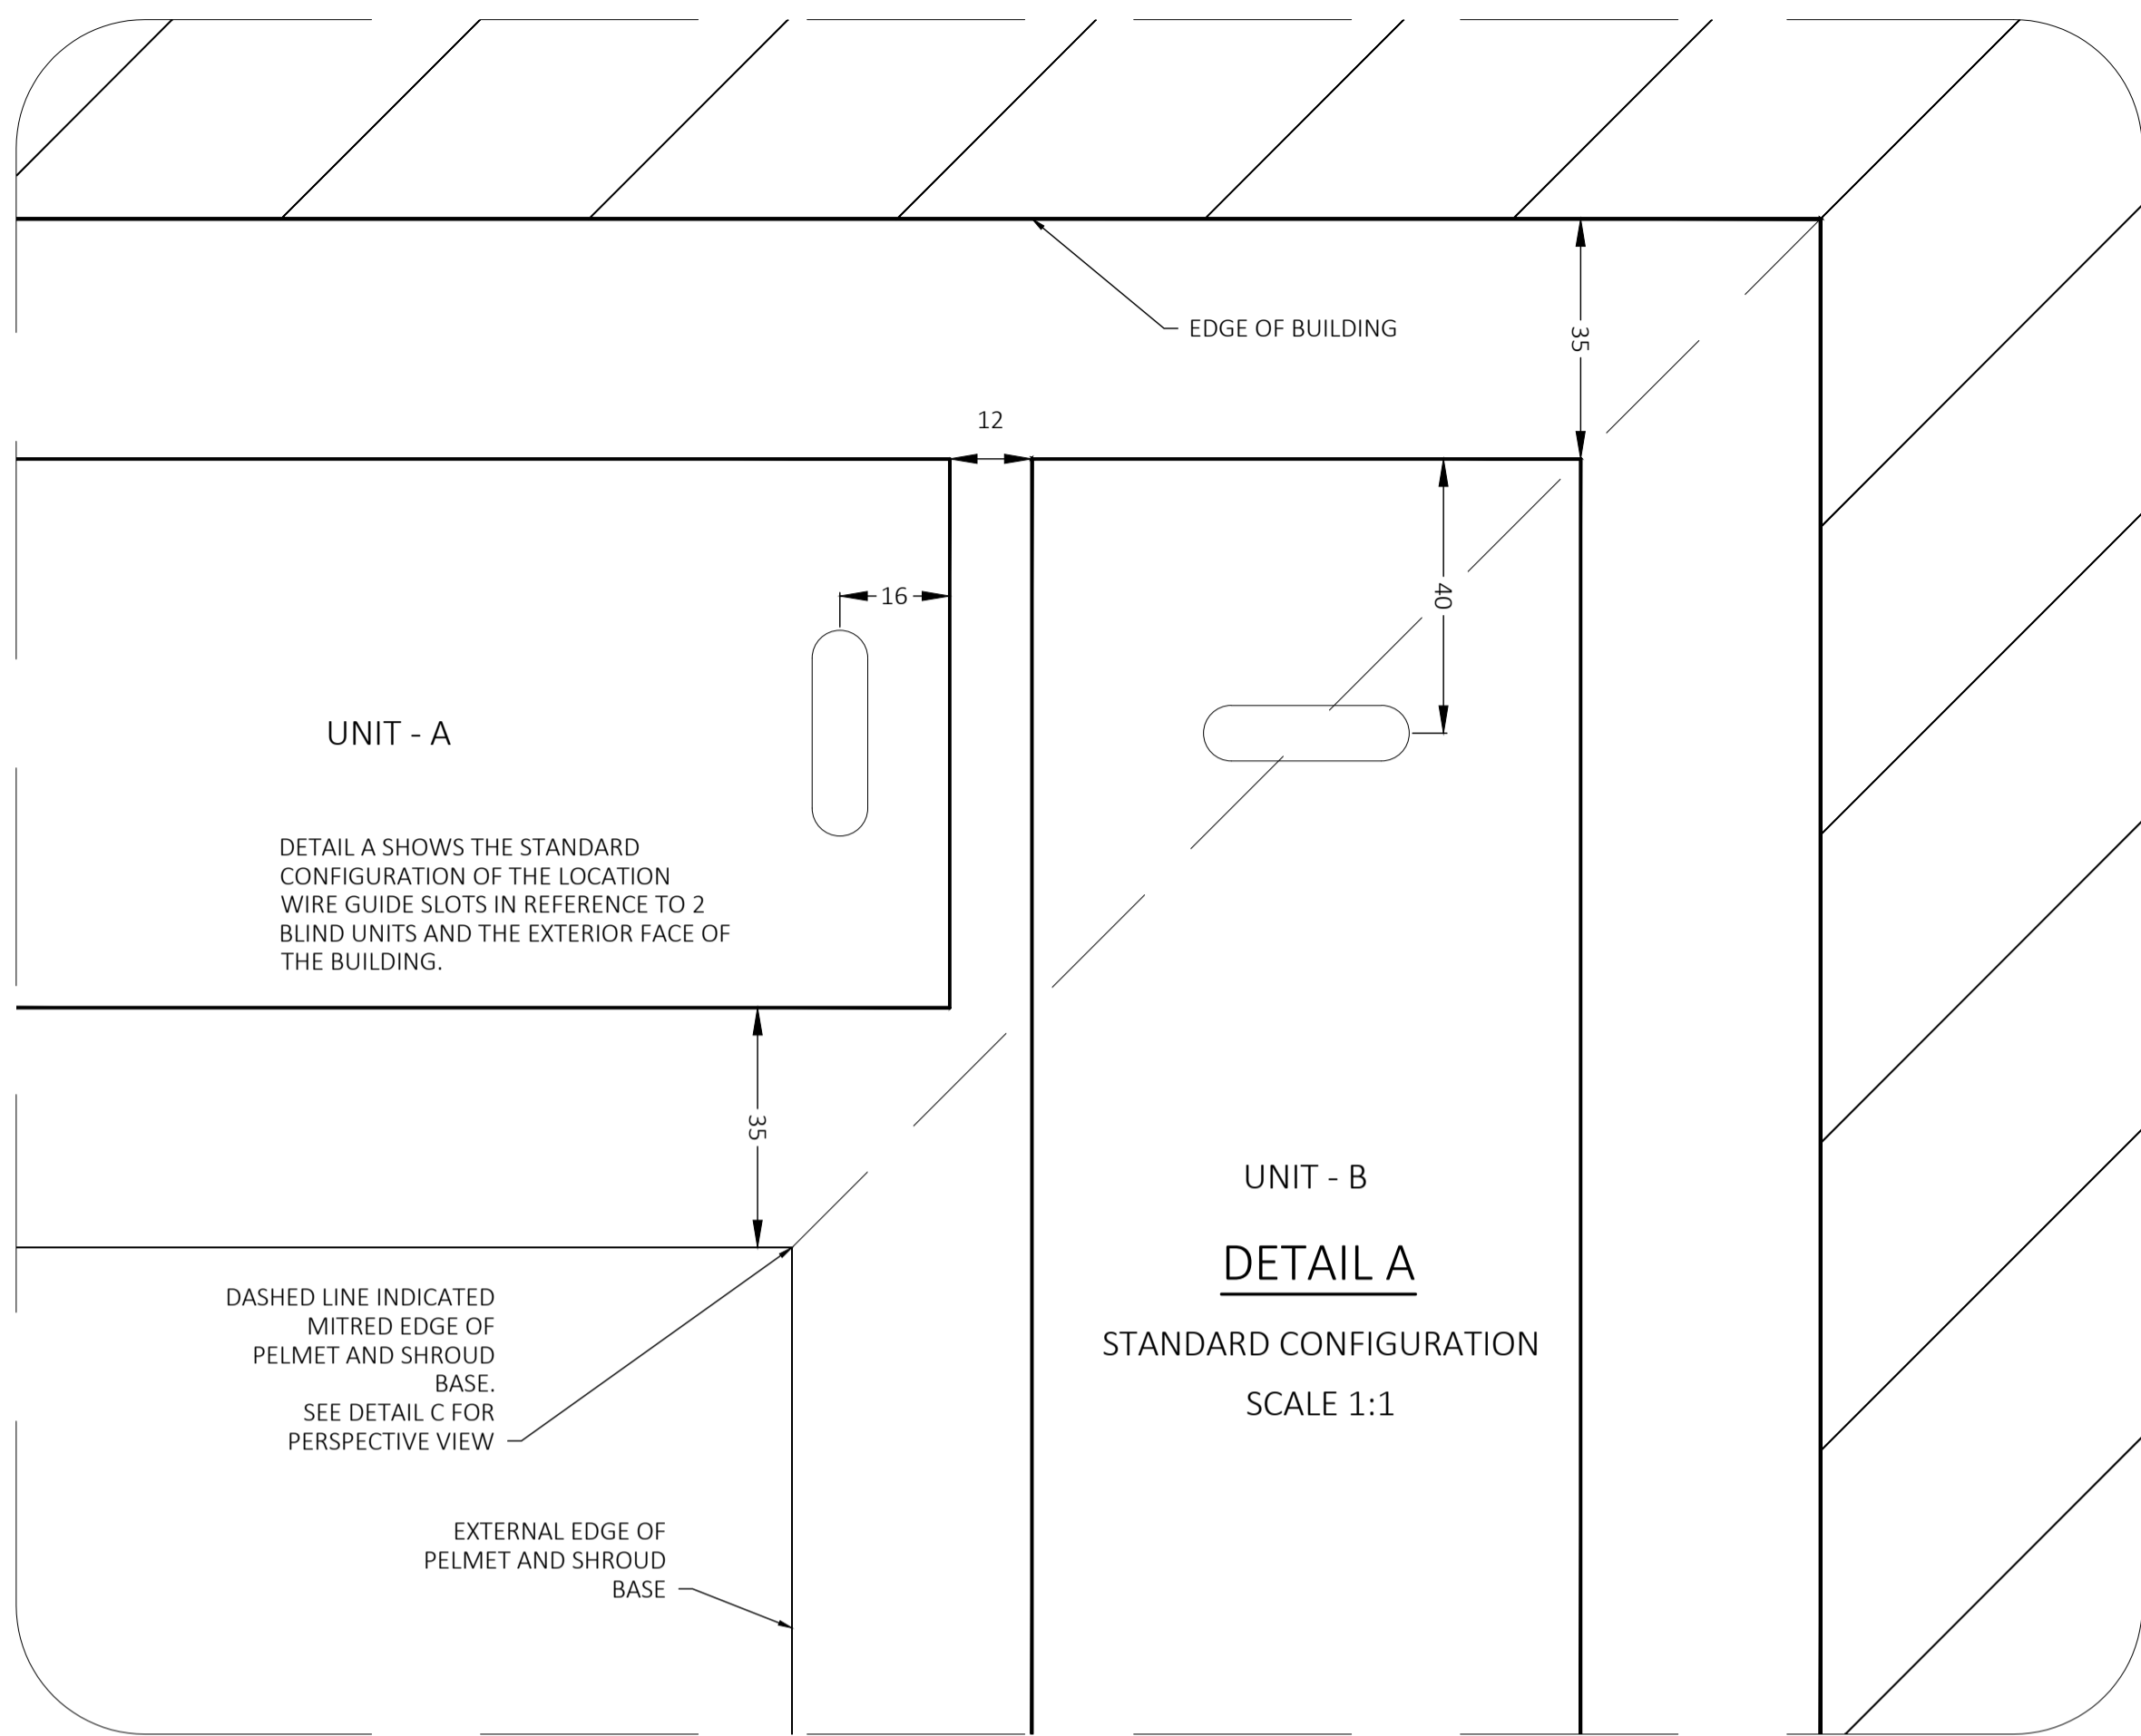 EDGE OF BUILDING
35
12
16
40
UNIT - A
DETAIL A SHOWS THE STANDARD
CONFIGURATION OF THE LOCATION
WIRE GUIDE SLOTS IN REFERENCE TO 2
BLIND UNITS AND THE EXTERIOR FACE OF
THE BUILDING.
35
UNIT - B
DETAIL A
STANDARD CONFIGURATION
SCALE 1:1
DASHED LINE INDICATED
MITRED EDGE OF
PELMET AND SHROUD
BASE.
SEE DETAIL C FOR
PERSPECTIVE VIEW
EXTERNAL EDGE OF
PELMET AND SHROUD
BASE